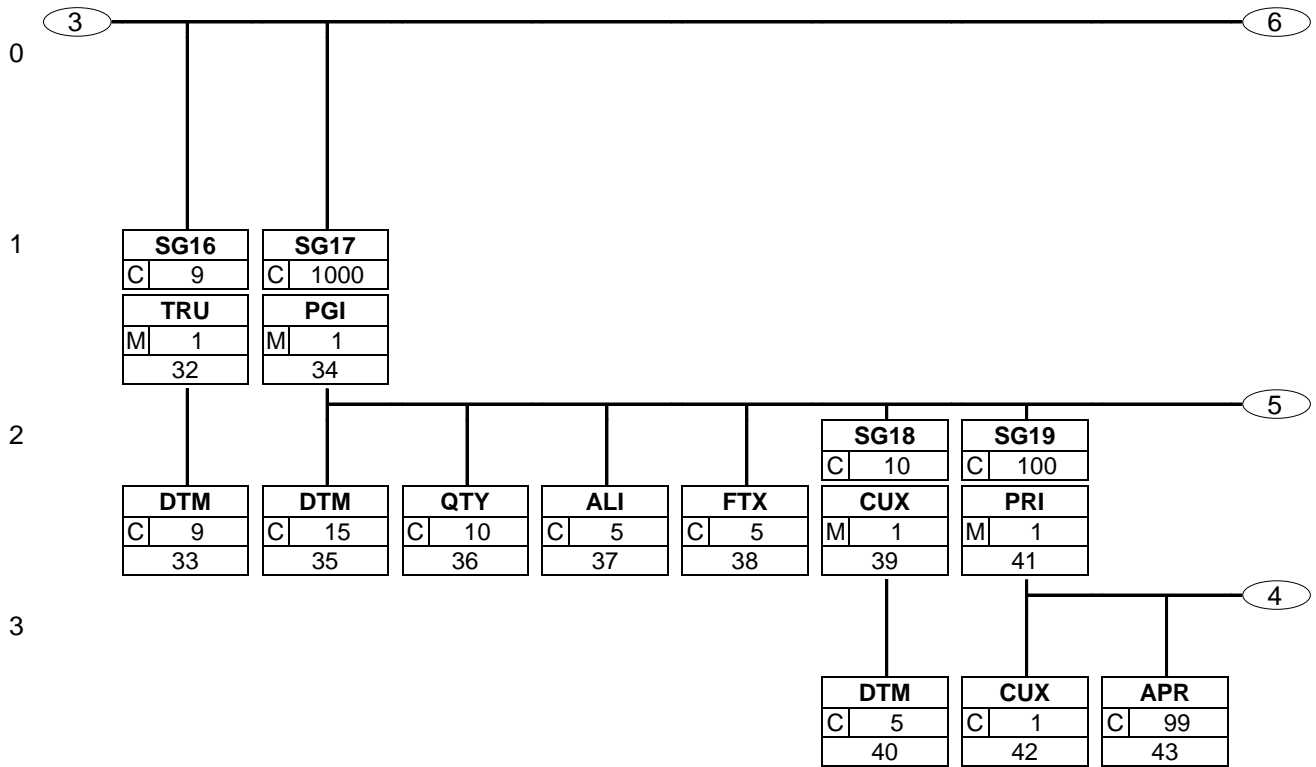 3 6
0
1 SG16 SG17
C 9 C 1000
TRU PGI
M 1 M 1
32 34
5
2 SG18 SG19
C 10 C 100
DTM DTM QTY ALI FTX CUX PRI
C 9 C 15 C 10 C 5 C 5 M 1 M 1
33 35 36 37 38 39 41
4
3
DTM CUX APR
C 5 C 1 C 99
40 42 43